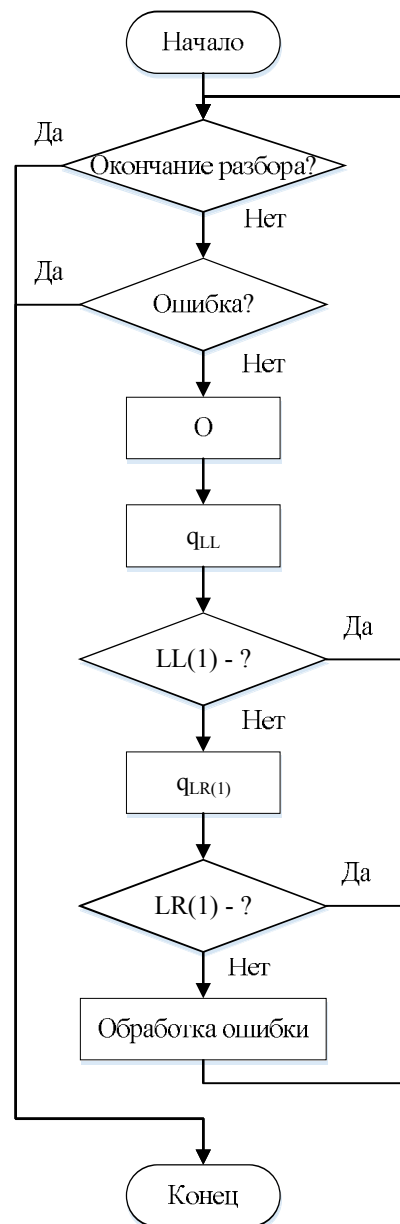 Начало
Да
Окончание разбора?
Нет
Да
Ошибка?
Нет
О
qLL
Да
LL(1) - ?
Нет
qLR(1)
Да
LR(1) - ?
Нет
Обработка ошибки
Конец